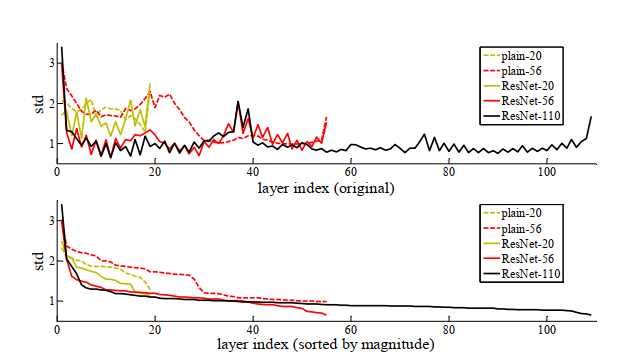 plain-20
plain-56
ResNet-20
ResNet-56
ResNet-110
3
2
1
std
0 20 40 60 80 100
layer index (original)
plain-20
plain-56
ResNet-20
ResNet-56
ResNet-110
3
2
1
std
0 20 40 60 80 100
layer index (sorted by magnitude)